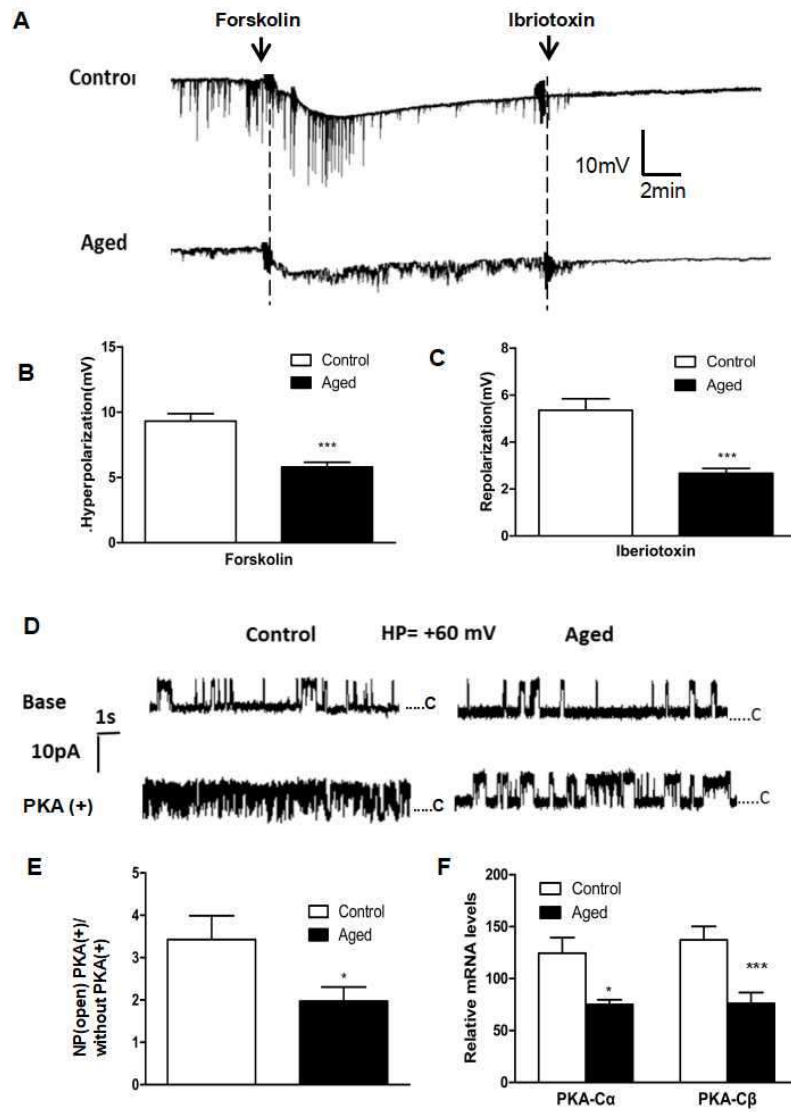 A
Forskolin
Ibriotoxin
Control
10mV
2min
Aged
B
15
10
5
0
.Hyperpolarization(mV)
Control
Aged
***
Forskolin
C
8
6
4
2
0
Repolarization(mV)
Control
Aged
***
Iberiotoxin
D
Control HP= +60 mV Aged
Base
1s
10pA
.....C
.....C
PKA (+)
.....C
.....C
E
5
4
3
2
1
0
NP(open) PKA(+)/
without PKA(+)
Control
Aged
*
F
200
150
100
50
0
Relative mRNA levels
Control
Aged
*
***
PKA-Cα
PKA-Cβ